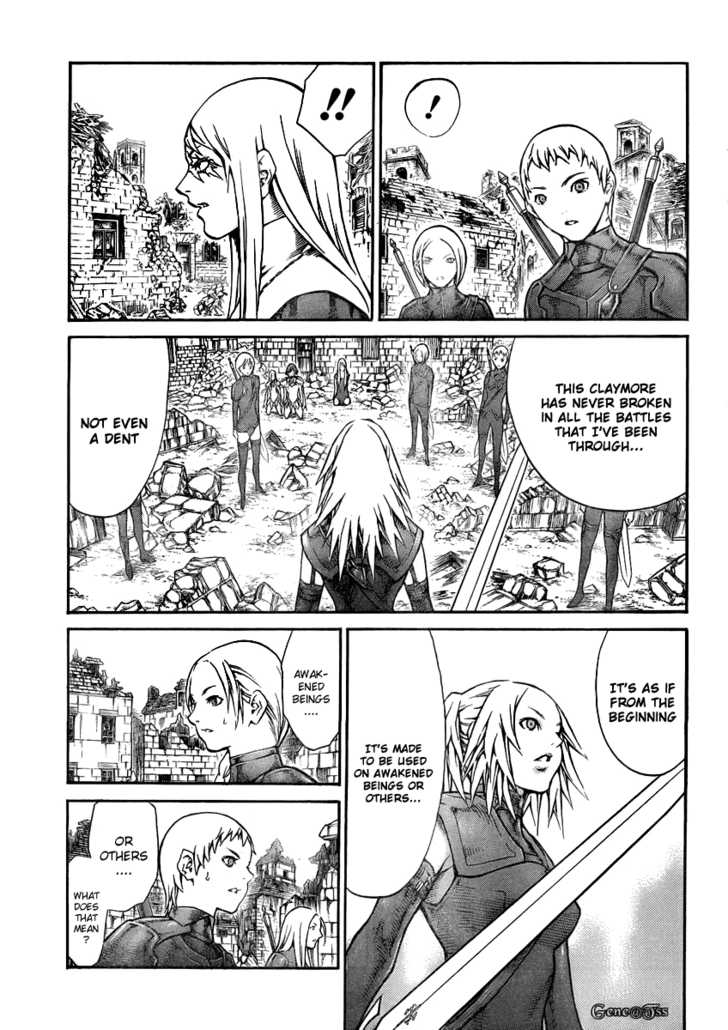 !
!!
THIS CLAYMORE
HAS NEVER BROKEN
IN ALL THE BATTLES
THAT I'VE BEEN
THROUGH...
NOT EVEN
A DENT
IT'S AS IF
FROM THE
BEGINNING
IT'S MADE
TO BE USED
ON AWAKENED
BEINGS OR
OTHERS...
AWAK-
ENED
BEINGS
....
OR
OTHERS
....
WHAT
DOES
THAT
MEAN
?